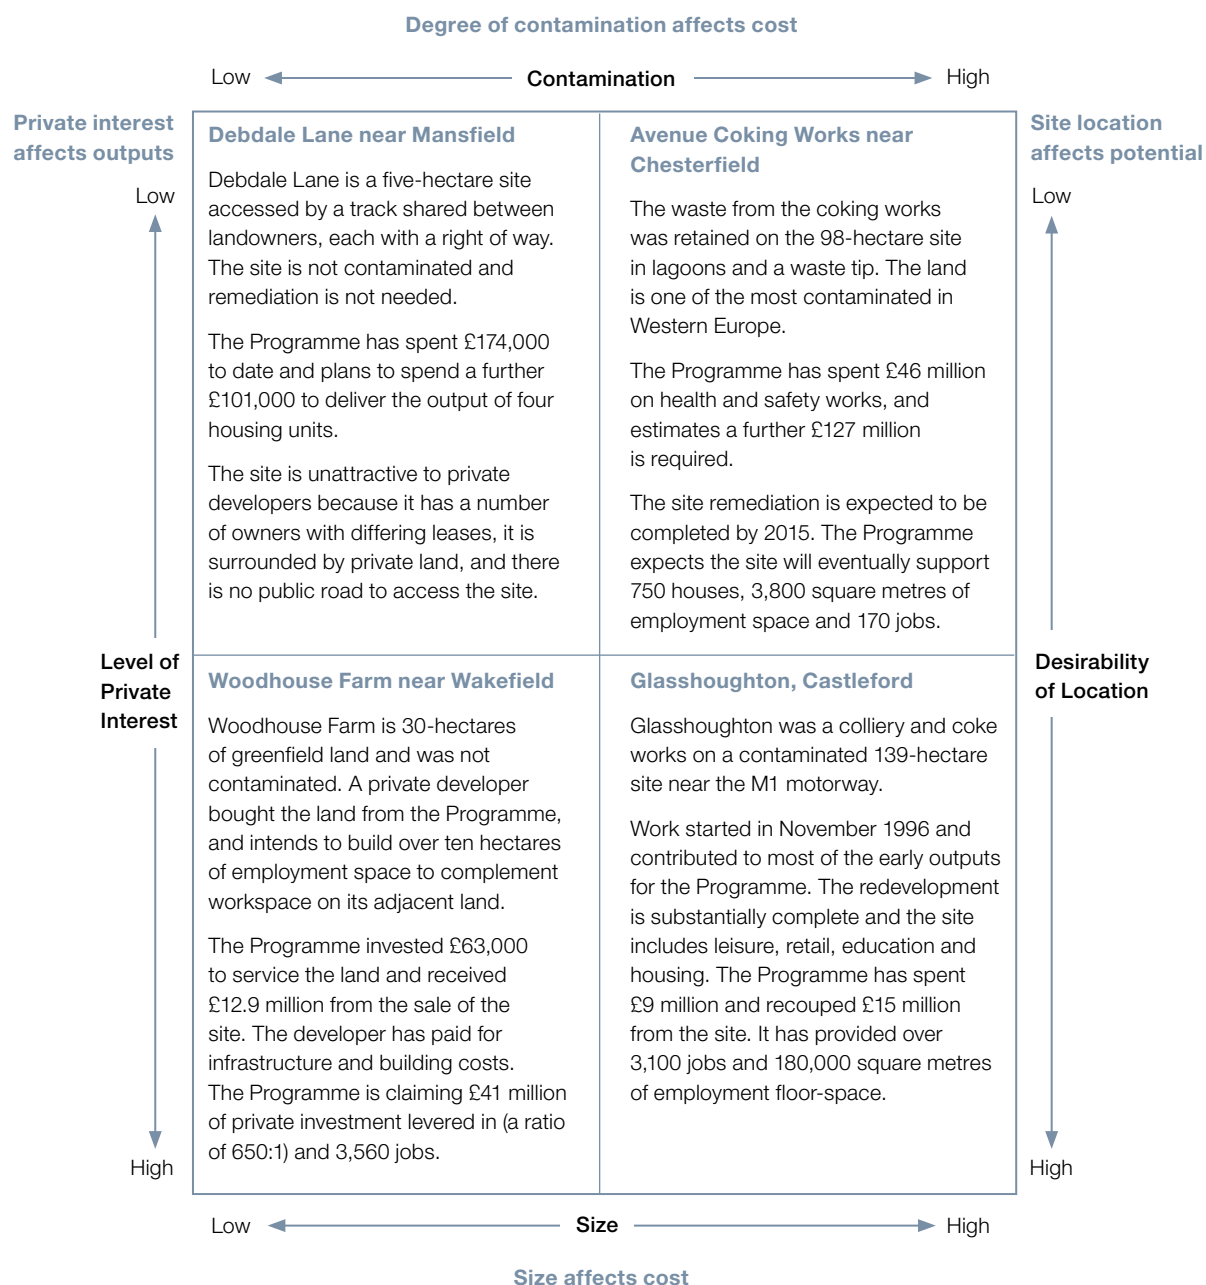 Degree of contamination affects cost
Low
Contamination
High
Private interest
affects outputs
Low
Site location
affects potential
Low
Debdale Lane near Mansfield
Debdale Lane is a five-hectare site
accessed by a track shared between
landowners, each with a right of way.
The site is not contaminated and
remediation is not needed.
The Programme has spent £174,000
to date and plans to spend a further
£101,000 to deliver the output of four
housing units.
The site is unattractive to private
developers because it has a number
of owners with differing leases, it is
surrounded by private land, and there
is no public road to access the site.
Avenue Coking Works near
Chesterfield
The waste from the coking works
was retained on the 98-hectare site
in lagoons and a waste tip. The land
is one of the most contaminated in
Western Europe.
The Programme has spent £46 million
on health and safety works, and
estimates a further £127 million
is required.
The site remediation is expected to be
completed by 2015. The Programme
expects the site will eventually support
750 houses, 3,800 square metres of
employment space and 170 jobs.
Level of
Private
Interest
Desirability
of Location
Woodhouse Farm near Wakefield
Woodhouse Farm is 30-hectares
of greenfield land and was not
contaminated. A private developer
bought the land from the Programme,
and intends to build over ten hectares
of employment space to complement
workspace on its adjacent land.
The Programme invested £63,000
to service the land and received
£12.9 million from the sale of the
site. The developer has paid for
infrastructure and building costs.
The Programme is claiming £41 million
of private investment levered in (a ratio
of 650:1) and 3,560 jobs.
Glasshoughton, Castleford
Glasshoughton was a colliery and coke
works on a contaminated 139-hectare
site near the M1 motorway.
Work started in November 1996 and
contributed to most of the early outputs
for the Programme. The redevelopment
is substantially complete and the site
includes leisure, retail, education and
housing. The Programme has spent
£9 million and recouped £15 million
from the site. It has provided over
3,100 jobs and 180,000 square metres
of employment floor-space.
High
High
Low
Size
High
Size affects cost